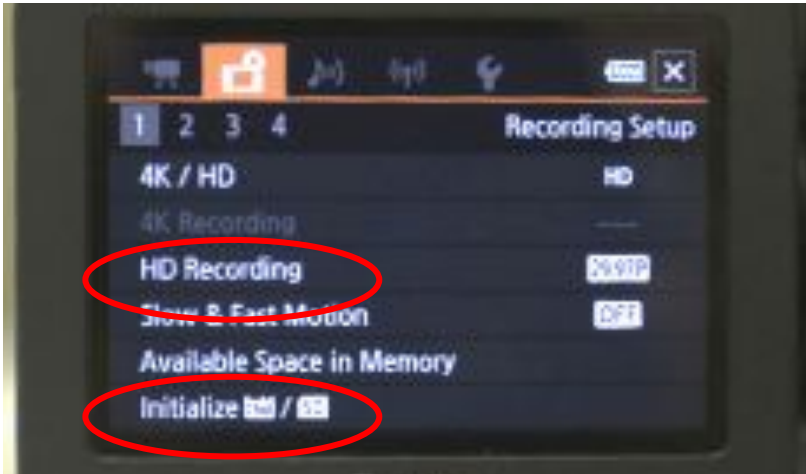 1 2 3 4 Recording Setup
4K / HD HD
4K Recording ---
HD Recording 29.97P
Slow & Fast Motion OFF
Available Space in Memory
Initialize /